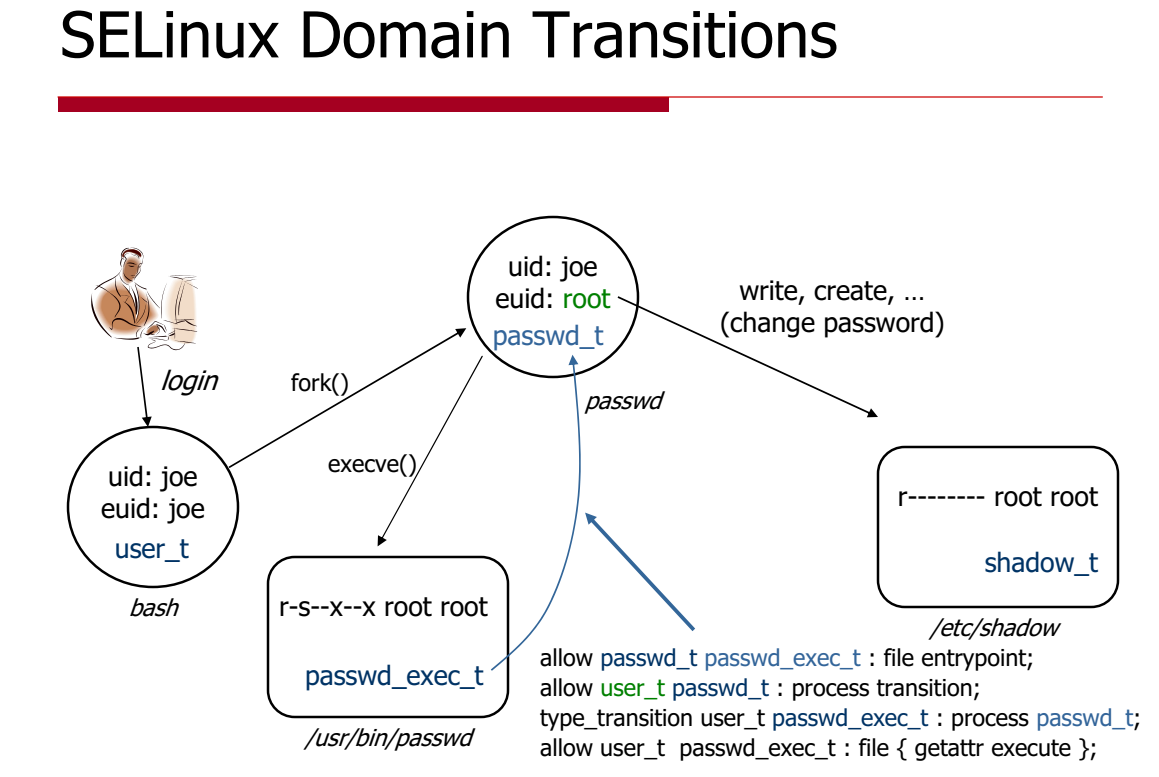 SELinux Domain Transitions
uid: joe
euid: root
passwd_t
passwd
write, create, …
(change password)
login
fork()
execve()
uid: joe
euid: joe
user_t
bash
r-s--x--x root root
passwd_exec_t
/usr/bin/passwd
r-------- root root
shadow_t
/etc/shadow
allow passwd_t passwd_exec_t : file entrypoint;
allow user_t passwd_t : process transition;
type_transition user_t passwd_exec_t : process passwd_t;
allow user_t passwd_exec_t : file { getattr execute };